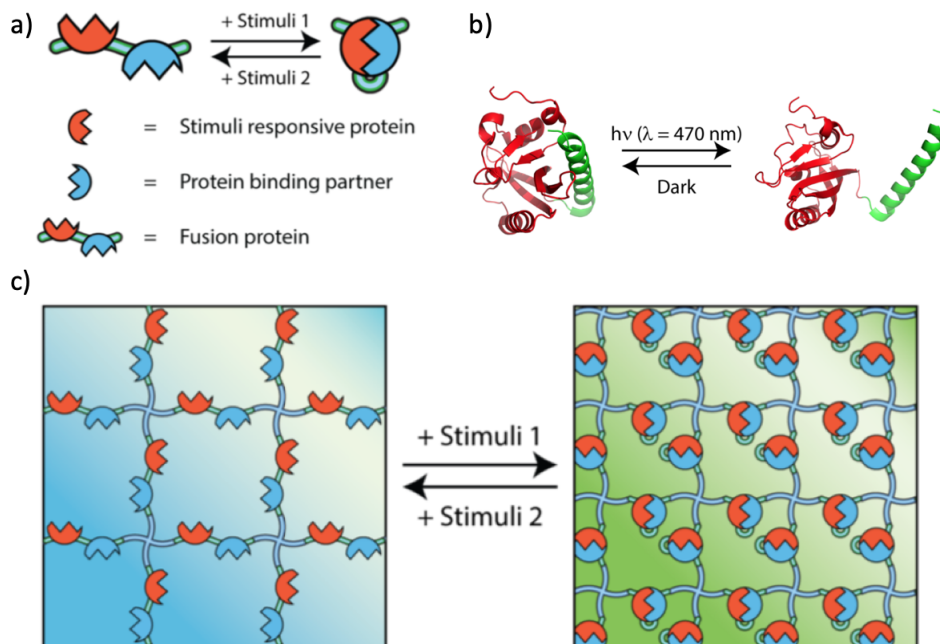 a)
+ Stimuli 1
+ Stimuli 2
= Stimuli responsive protein
= Protein binding partner
= Fusion protein
b)
hν (λ = 470 nm)
Dark
c)
+ Stimuli 1
+ Stimuli 2